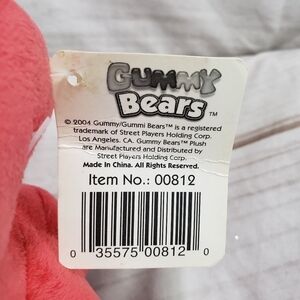 GUMMY
Bears™
© 2004 Gummy/Gummi Bears™ is a registered
trademark of Street Players Holding Corp.
Los Angeles. CA. Gummy Bears™ Plush
are Manufactured and Distributed by
Street Players Holding Corp.
Made In China. All Rights Reserved.
Item No.: 00812
0 35575 00812 0